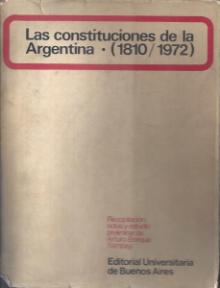 Las constituciones de la
Argentina · (1810/1972)
Recopilación,
notas y estudio
preliminar de
Arturo Enrique
Sampay
Editorial Universitaria
de Buenos Aires